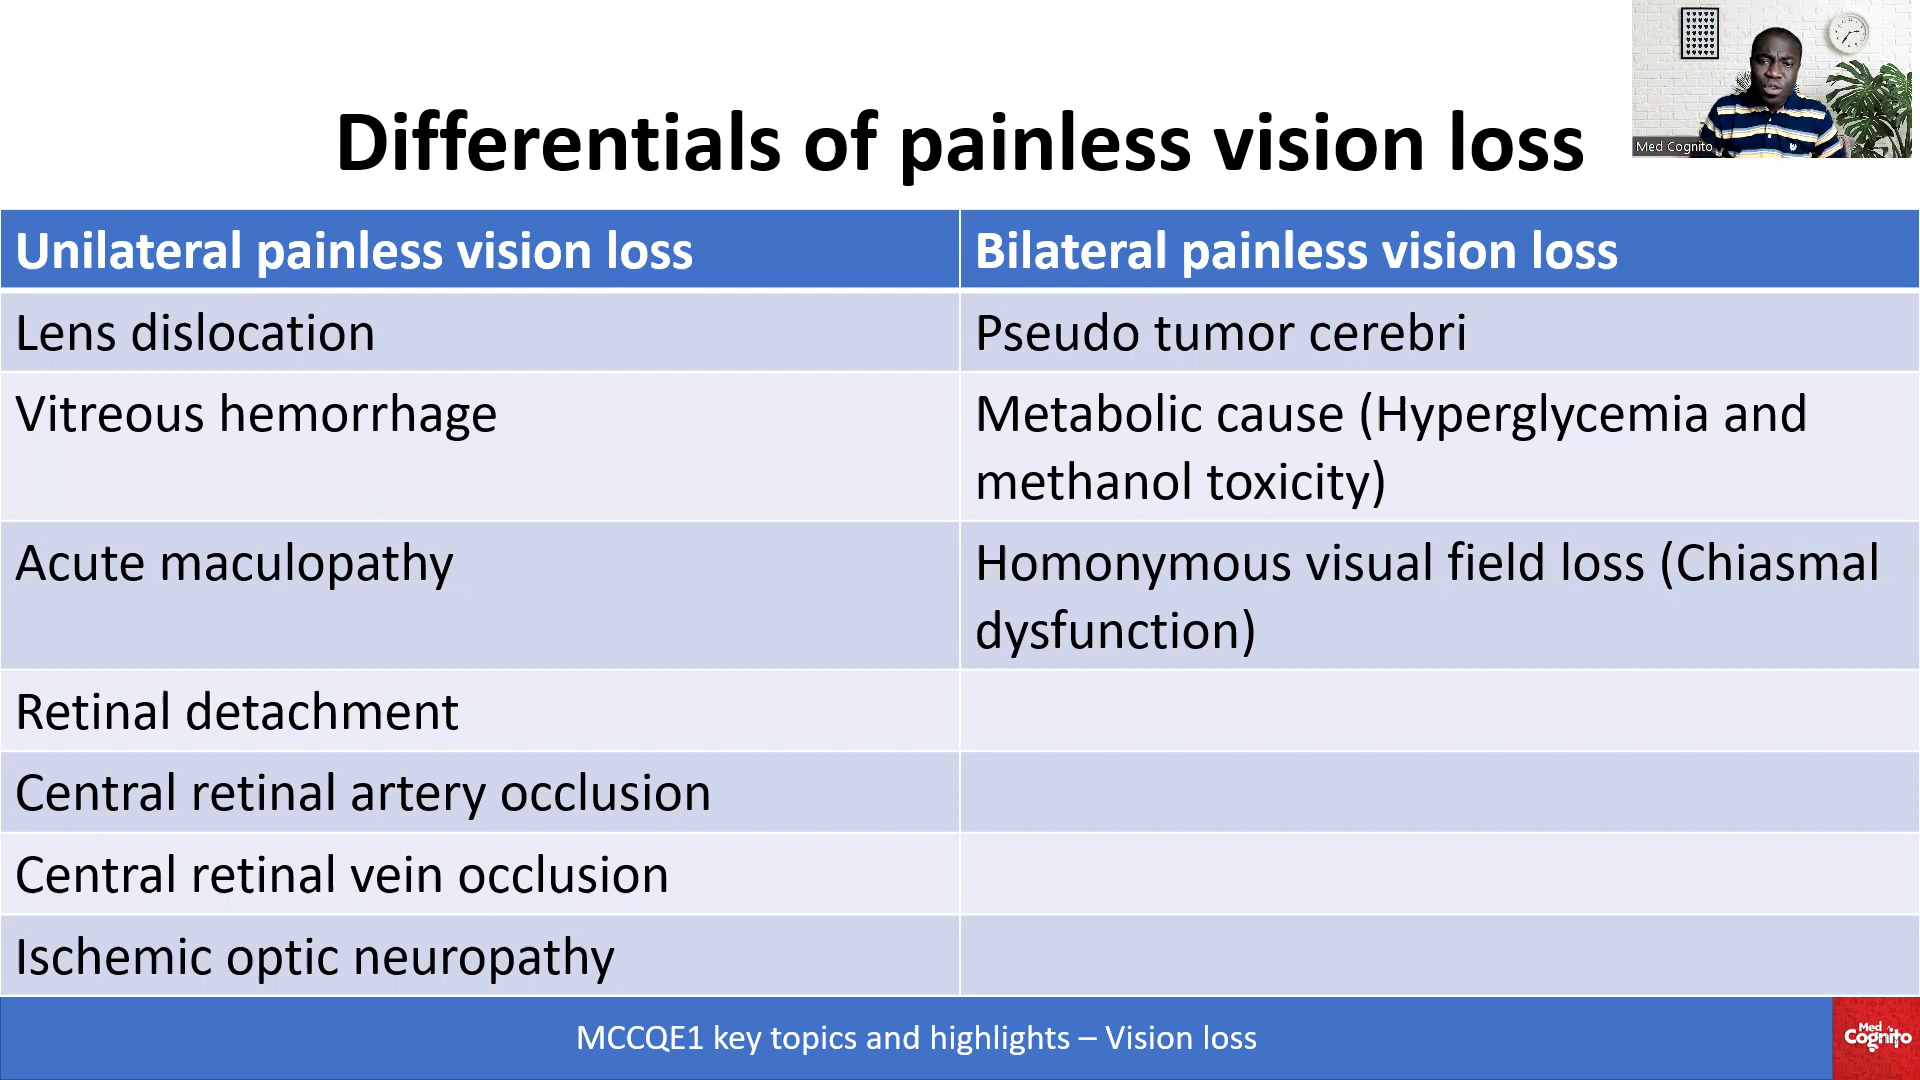 Differentials of painless vision loss
Med Cognito
Unilateral painless vision loss
Bilateral painless vision loss
Lens dislocation
Pseudo tumor cerebri
Vitreous hemorrhage
Metabolic cause (Hyperglycemia and
methanol toxicity)
Acute maculopathy
Homonymous visual field loss (Chiasmal
dysfunction)
Retinal detachment
Central retinal artery occlusion
Central retinal vein occlusion
Ischemic optic neuropathy
MCCQE1 key topics and highlights – Vision loss
Med
Cognito